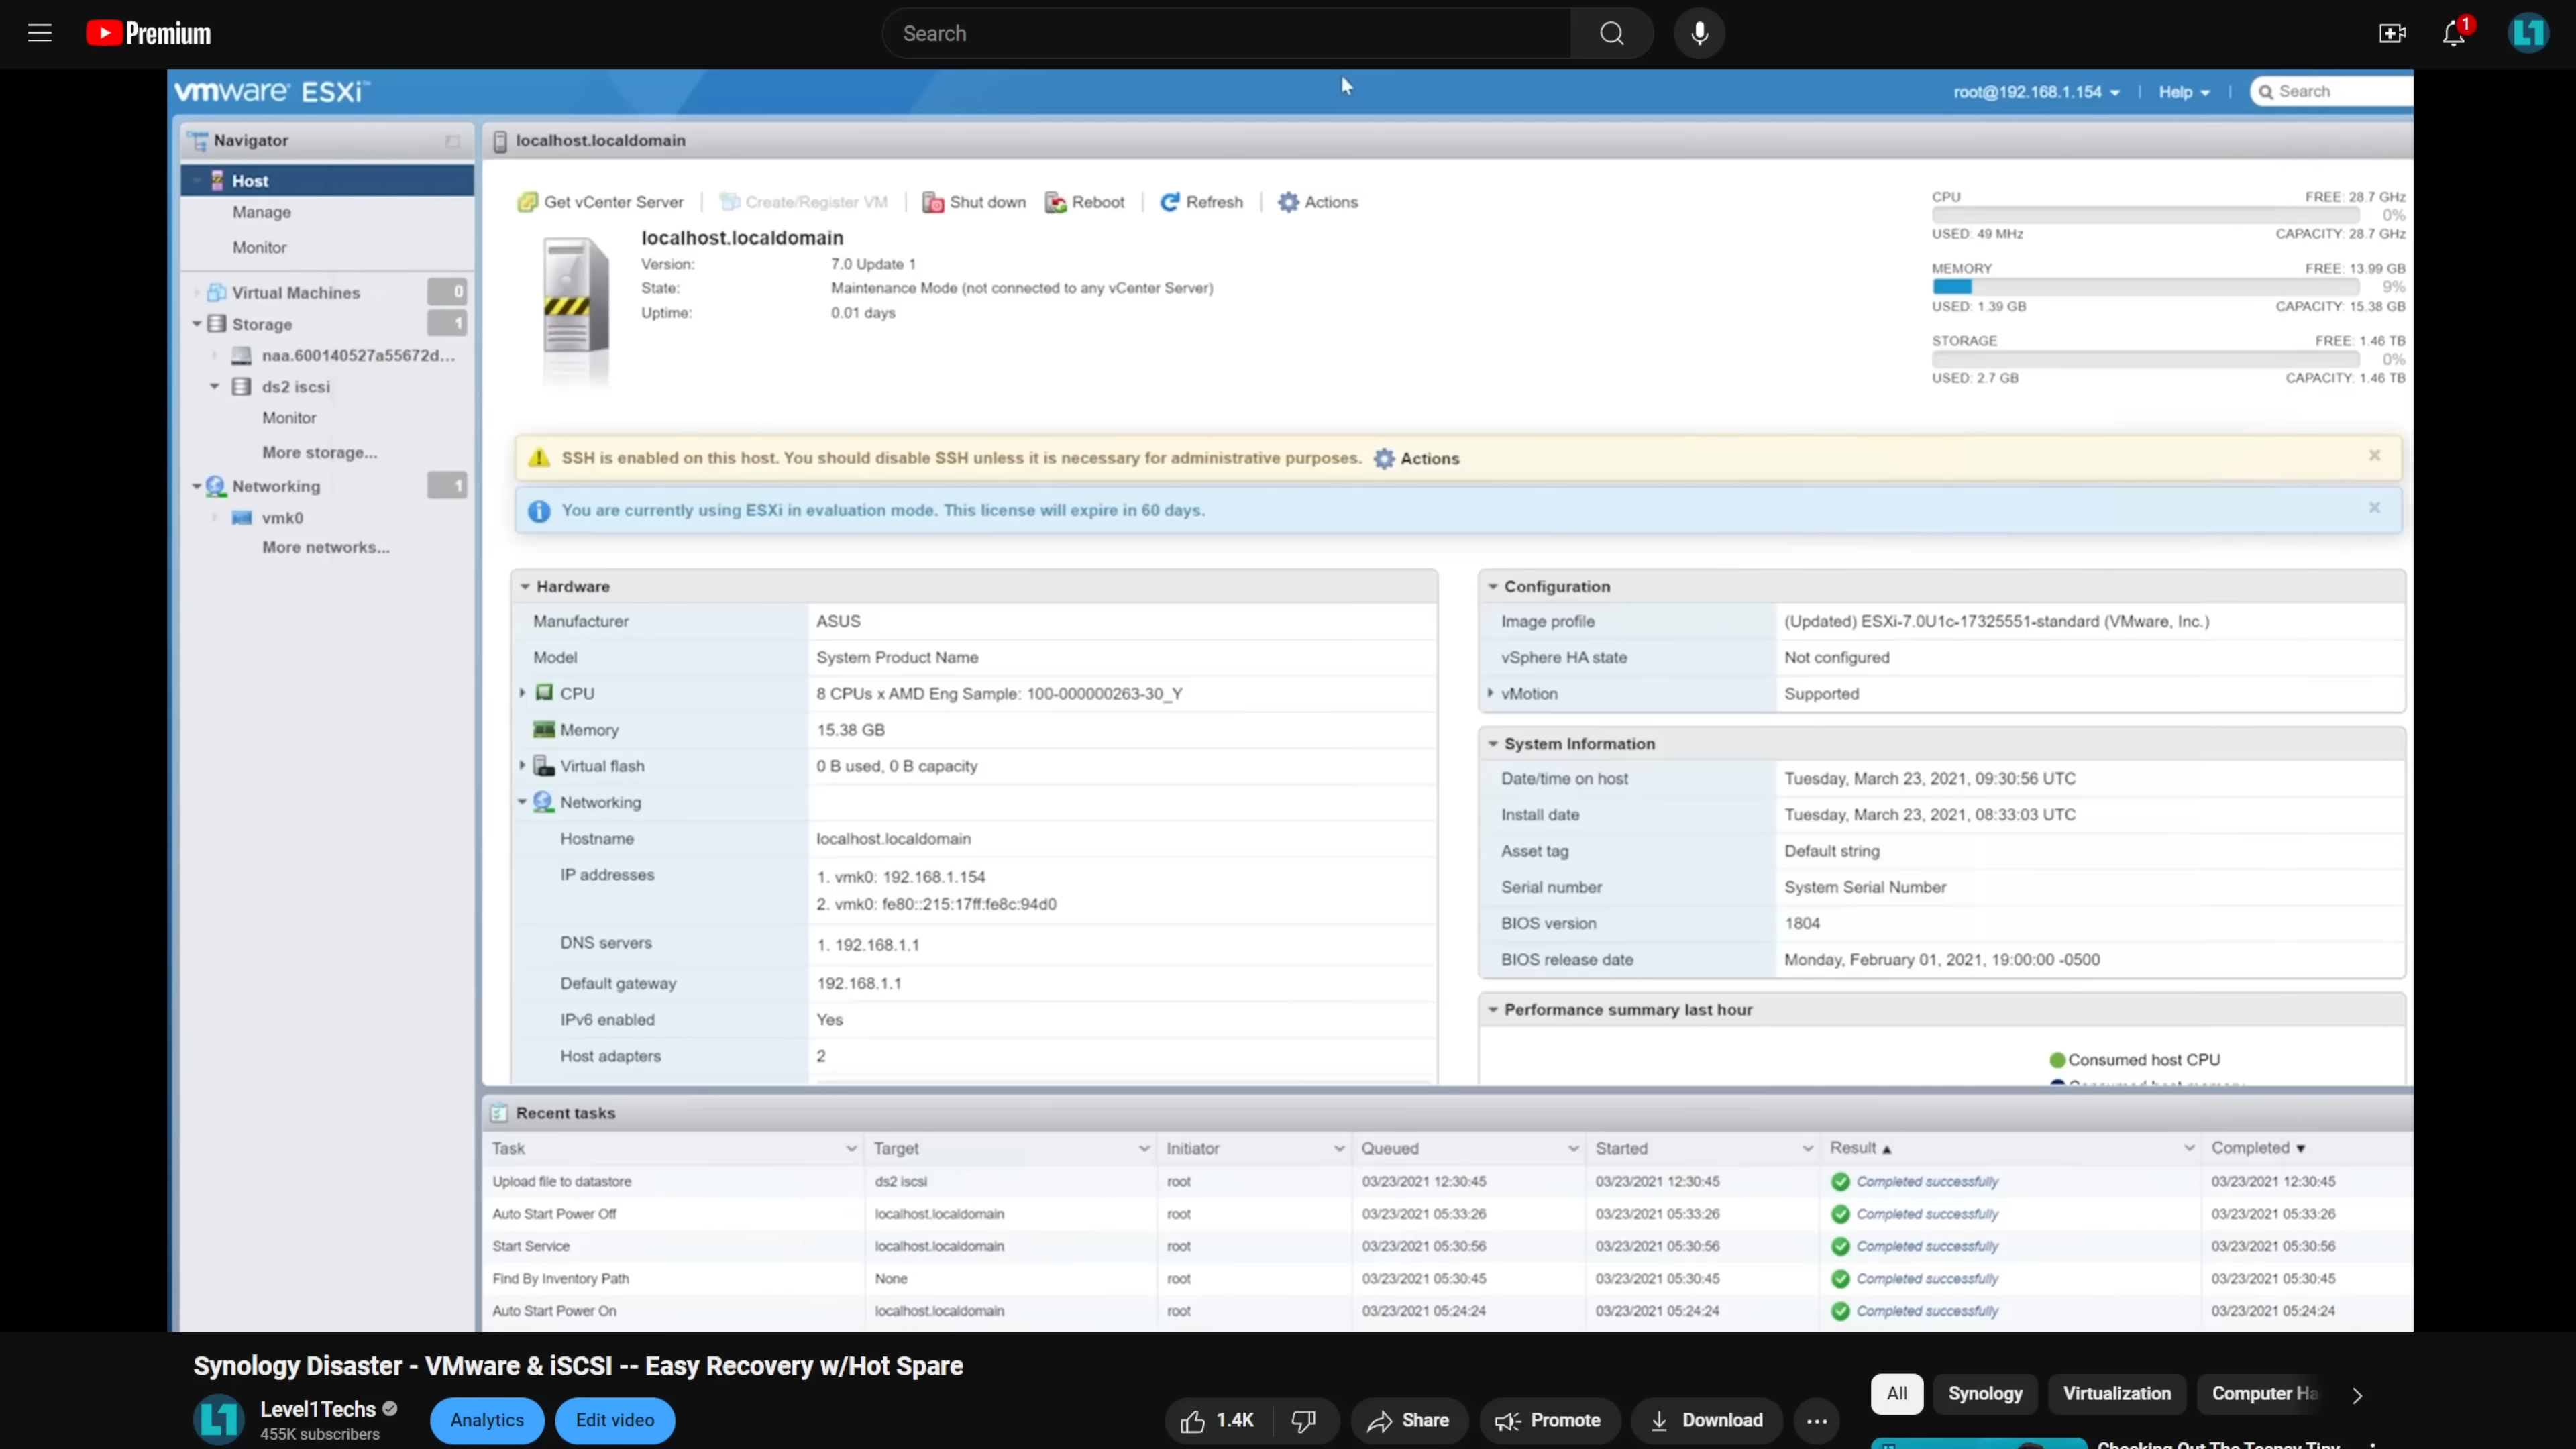 Premium
Search
1
vmware ESXi™
root@192.168.1.154
Help
Search
Navigator
localhost.localdomain
Host
Manage
Monitor
Virtual Machines 0
Storage 1
naa.600140527a55672d...
ds2 iscsi
Monitor
More storage...
Networking 1
vmk0
More networks...
Get vCenter Server
Create/Register VM
Shut down
Reboot
Refresh
Actions
localhost.localdomain
Version: 7.0 Update 1
State: Maintenance Mode (not connected to any vCenter Server)
Uptime: 0.01 days
CPU FREE: 28.7 GHz
0%
USED: 49 MHz CAPACITY: 28.7 GHz
MEMORY FREE: 13.99 GB
9%
USED: 1.39 GB CAPACITY: 15.38 GB
STORAGE FREE: 1.46 TB
0%
USED: 2.7 GB CAPACITY: 1.46 TB
SSH is enabled on this host. You should disable SSH unless it is necessary for administrative purposes. Actions
You are currently using ESXi in evaluation mode. This license will expire in 60 days.
Hardware
Manufacturer ASUS
Model System Product Name
CPU 8 CPUs x AMD Eng Sample: 100-000000263-30_Y
Memory 15.38 GB
Virtual flash 0 B used, 0 B capacity
Networking
Hostname localhost.localdomain
IP addresses 1. vmk0: 192.168.1.154
2. vmk0: fe80::215:17ff:fe8c:94d0
DNS servers 1. 192.168.1.1
Default gateway 192.168.1.1
IPv6 enabled Yes
Host adapters 2
Configuration
Image profile (Updated) ESXi-7.0U1c-17325551-standard (VMware, Inc.)
vSphere HA state Not configured
vMotion Supported
System Information
Date/time on host Tuesday, March 23, 2021, 09:30:56 UTC
Install date Tuesday, March 23, 2021, 08:33:03 UTC
Asset tag Default string
Serial number System Serial Number
BIOS version 1804
BIOS release date Monday, February 01, 2021, 19:00:00 -0500
Performance summary last hour
Consumed host CPU
Recent tasks
Task Target Initiator Queued Started Result Completed
Upload file to datastore ds2 iscsi root 03/23/2021 12:30:45 03/23/2021 12:30:45 Completed successfully 03/23/2021 12:30:45
Auto Start Power Off localhost.localdomain root 03/23/2021 05:33:26 03/23/2021 05:33:26 Completed successfully 03/23/2021 05:33:26
Start Service localhost.localdomain root 03/23/2021 05:30:56 03/23/2021 05:30:56 Completed successfully 03/23/2021 05:30:56
Find By Inventory Path None root 03/23/2021 05:30:45 03/23/2021 05:30:45 Completed successfully 03/23/2021 05:30:45
Auto Start Power On localhost.localdomain root 03/23/2021 05:24:24 03/23/2021 05:24:24 Completed successfully 03/23/2021 05:24:24
Synology Disaster - VMware & iSCSI -- Easy Recovery w/Hot Spare
Level1Techs
455K subscribers
Analytics
Edit video
1.4K
Share
Promote
Download
All
Synology
Virtualization
Computer Ha
Checking Out The Teensy Tiny